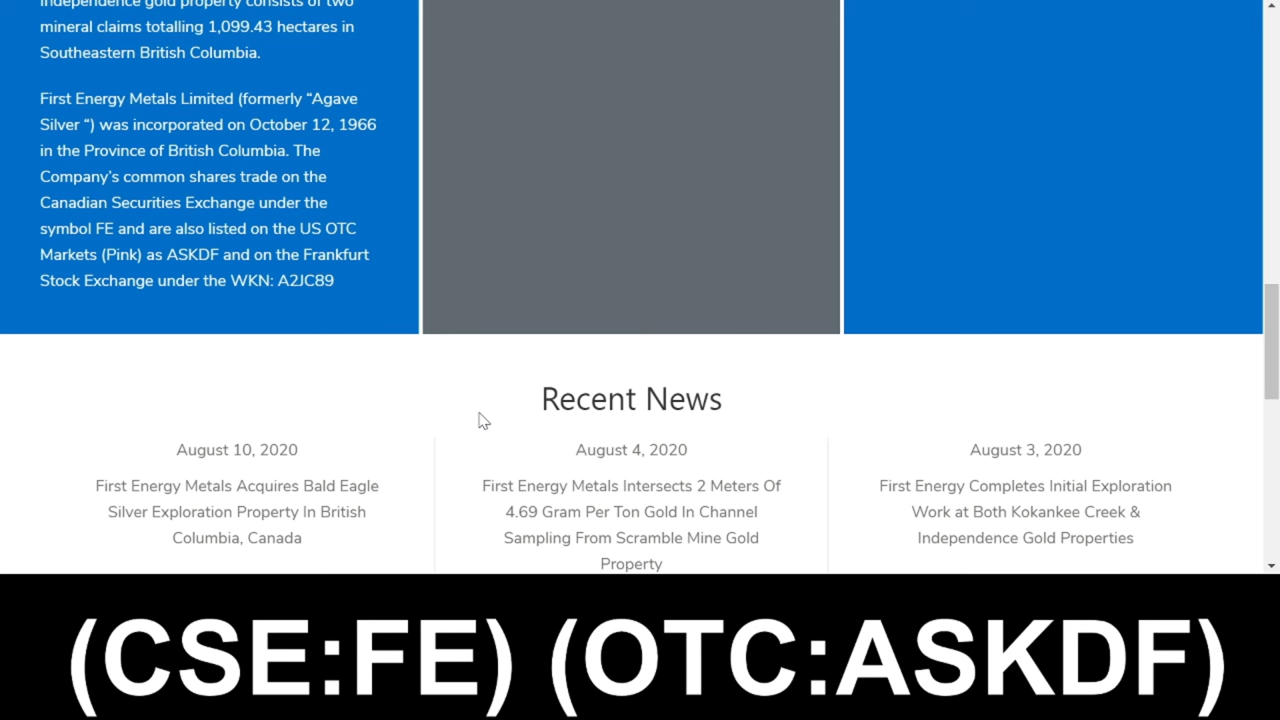 independence gold property consists of two
mineral claims totalling 1,099.43 hectares in
Southeastern British Columbia.
First Energy Metals Limited (formerly “Agave
Silver “) was incorporated on October 12, 1966
in the Province of British Columbia. The
Company’s common shares trade on the
Canadian Securities Exchange under the
symbol FE and are also listed on the US OTC
Markets (Pink) as ASKDF and on the Frankfurt
Stock Exchange under the WKN: A2JC89
Recent News
August 10, 2020
First Energy Metals Acquires Bald Eagle
Silver Exploration Property In British
Columbia, Canada
August 4, 2020
First Energy Metals Intersects 2 Meters Of
4.69 Gram Per Ton Gold In Channel
Sampling From Scramble Mine Gold
Property
August 3, 2020
First Energy Completes Initial Exploration
Work at Both Kokankee Creek &
Independence Gold Properties
(CSE:FE) (OTC:ASKDF)